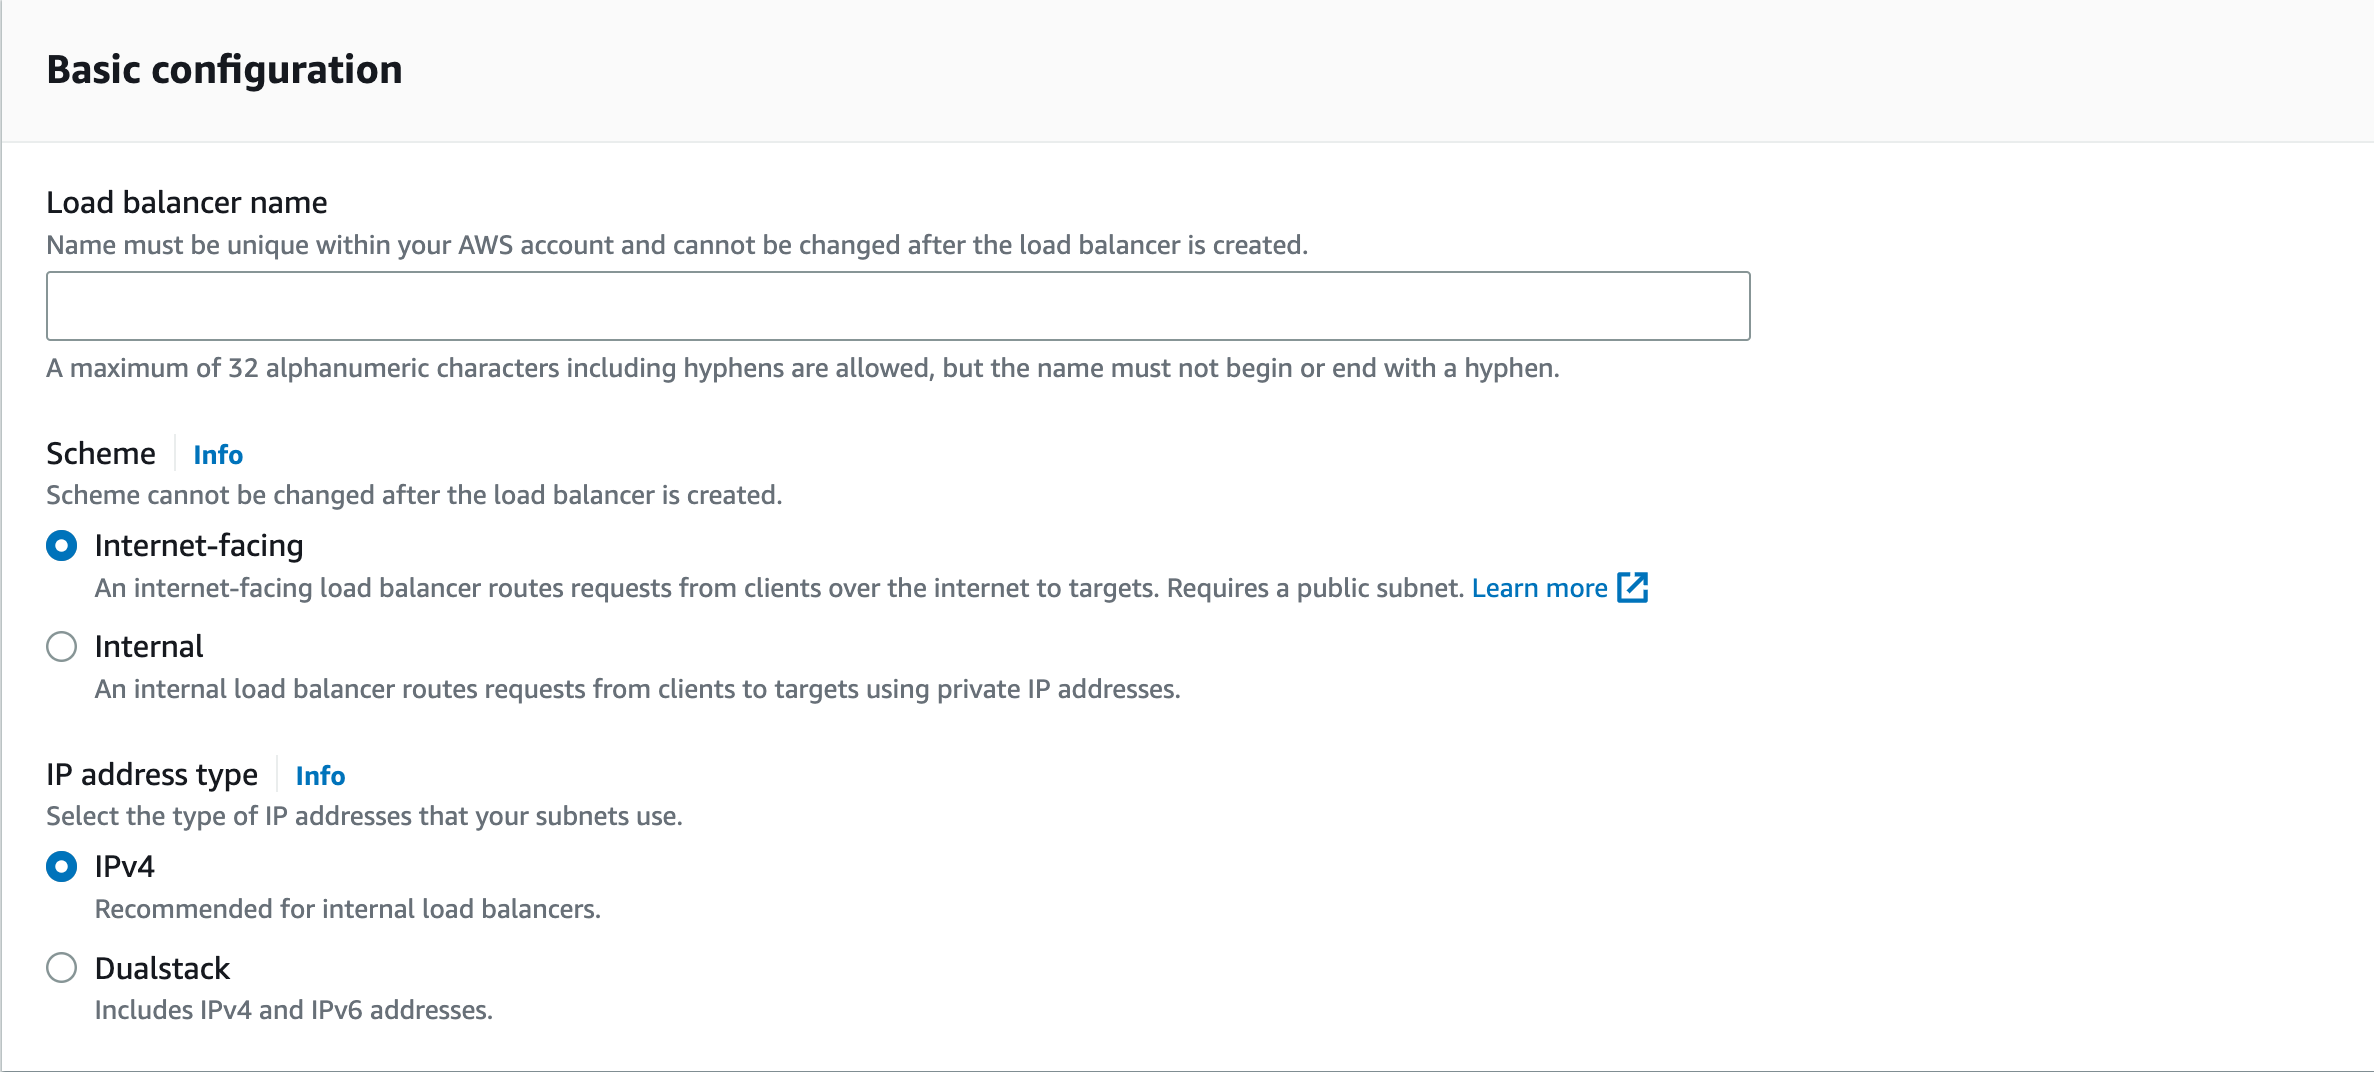 Basic configuration
Load balancer name
Name must be unique within your AWS account and cannot be changed after the load balancer is created.
A maximum of 32 alphanumeric characters including hyphens are allowed, but the name must not begin or end with a hyphen.
Scheme Info
Scheme cannot be changed after the load balancer is created.
Internet-facing
An internet-facing load balancer routes requests from clients over the internet to targets. Requires a public subnet. Learn more
Internal
An internal load balancer routes requests from clients to targets using private IP addresses.
IP address type Info
Select the type of IP addresses that your subnets use.
IPv4
Recommended for internal load balancers.
Dualstack
Includes IPv4 and IPv6 addresses.